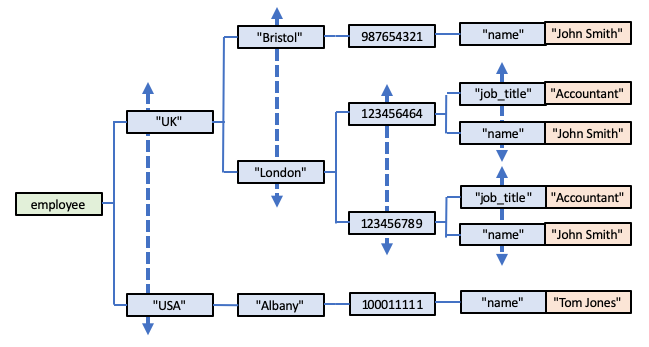 "Bristol"
987654321
"name"
"John Smith"
"job_title"
"Accountant"
"UK"
123456464
"name"
"John Smith"
"London"
"job_title"
"Accountant"
employee
123456789
"name"
"John Smith"
"USA"
"Albany"
100011111
"name"
"Tom Jones"